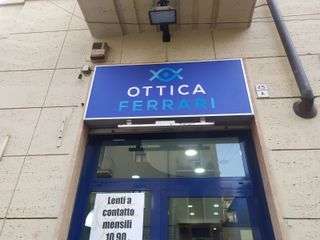 OTTICA
FERRARI
45
A
Lenti a
contatto
mensili
10,90